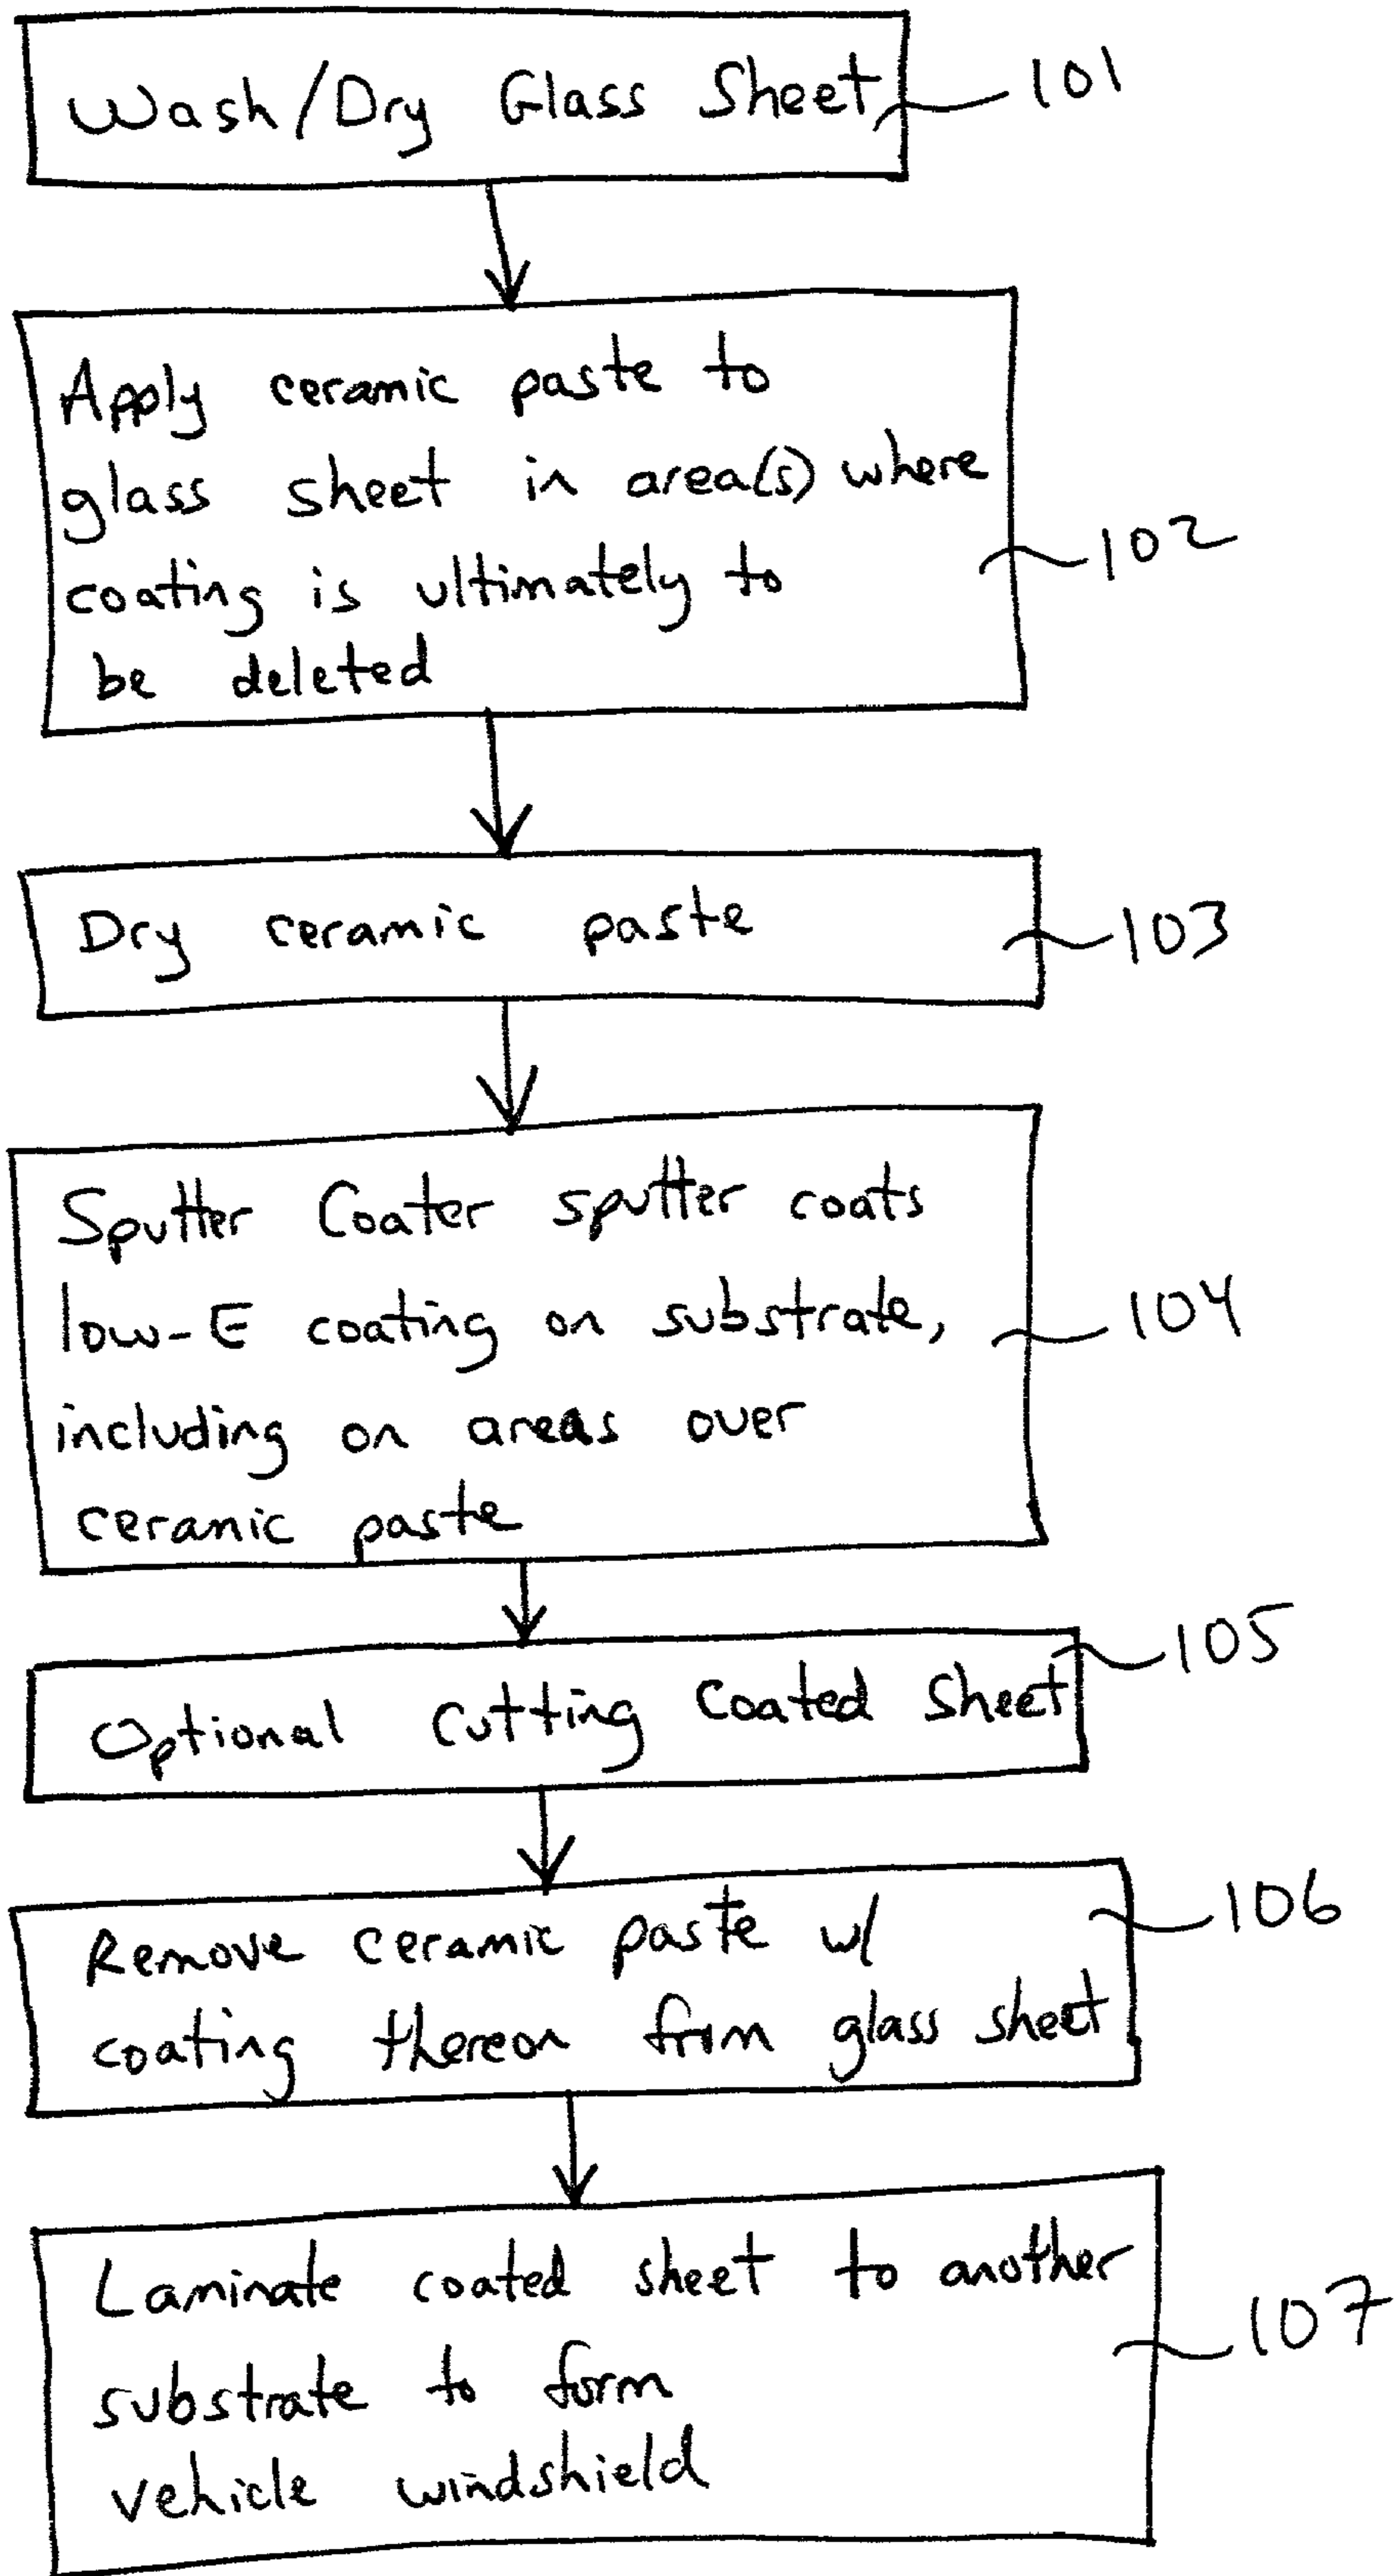 Wash/Dry Glass Sheet
101
Apply ceramic paste to
glass sheet in area(s) where
coating is ultimately to
be deleted
102
Dry ceramic paste
103
Sputter Coater sputter coats
low-E coating on substrate,
including on areas over
ceramic paste
104
Optional Cutting Coated Sheet
105
Remove ceramic paste w/
coating thereon from glass sheet
106
Laminate coated sheet to another
substrate to form
vehicle windshield
107